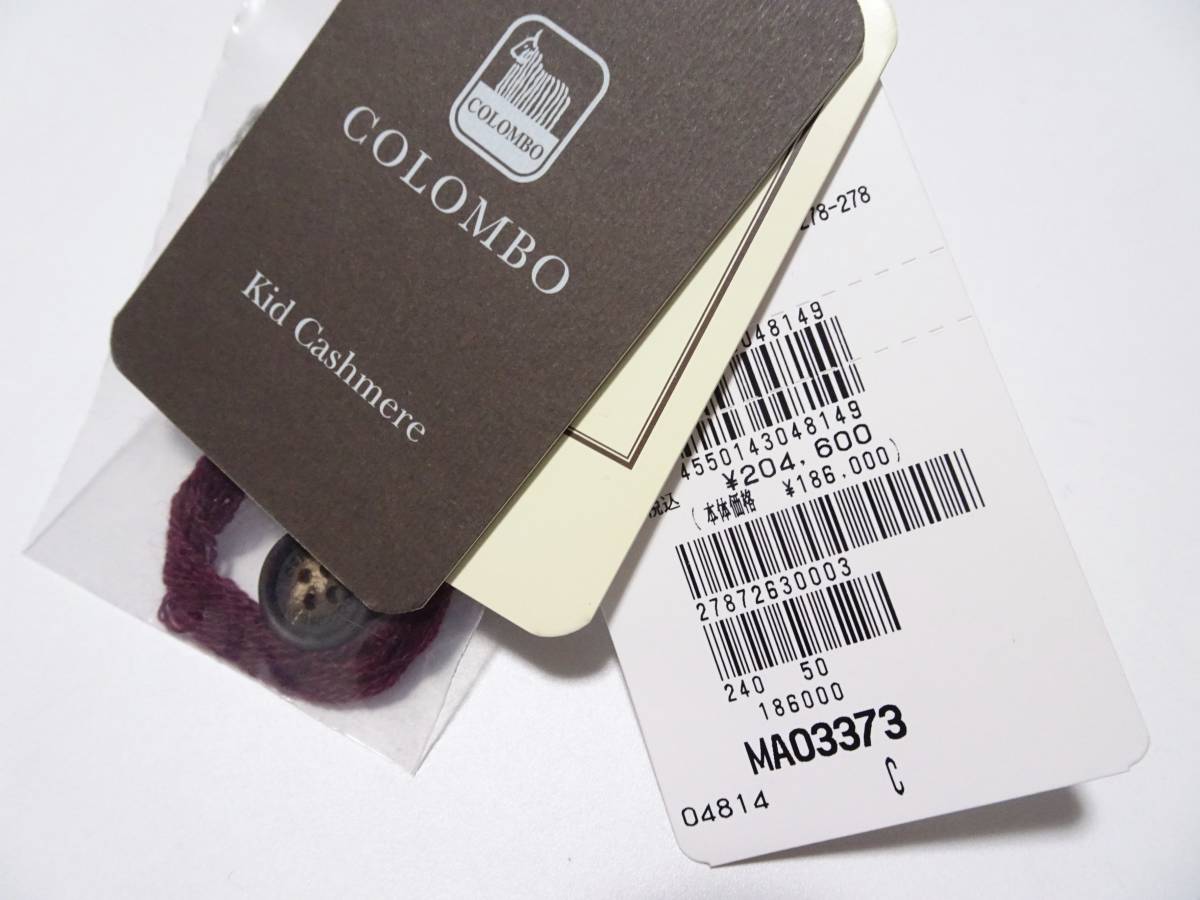 COLOMBO
COLOMBO
Kid Cashmere
278-278
048149
4550143048149
¥204,600
税込 (本体価格 ¥186.000)
27872630003
240 50
186000
MA03373
C
04814